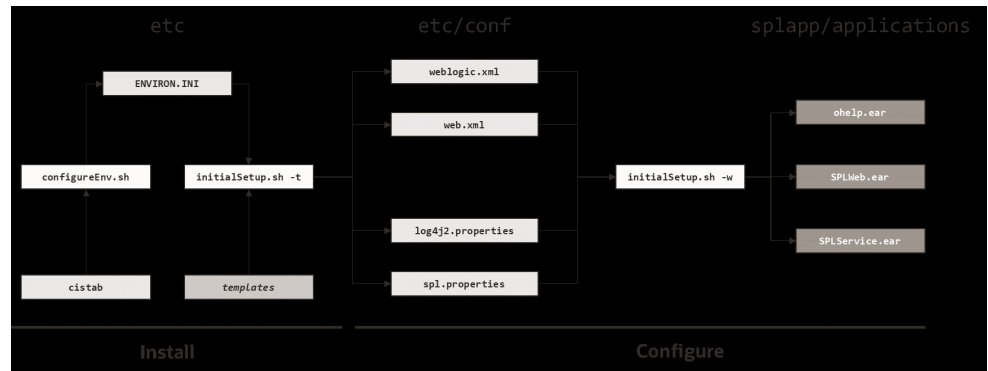 etc
etc/conf
splapp/applications
ENVIRON.INI
weblogic.xml
web.xml
ohelp.ear
configureEnv.sh
initialSetup.sh -t
initialSetup.sh -w
SPLWeb.ear
log4j2.properties
SPLService.ear
cistab
templates
spl.properties
Install
Configure